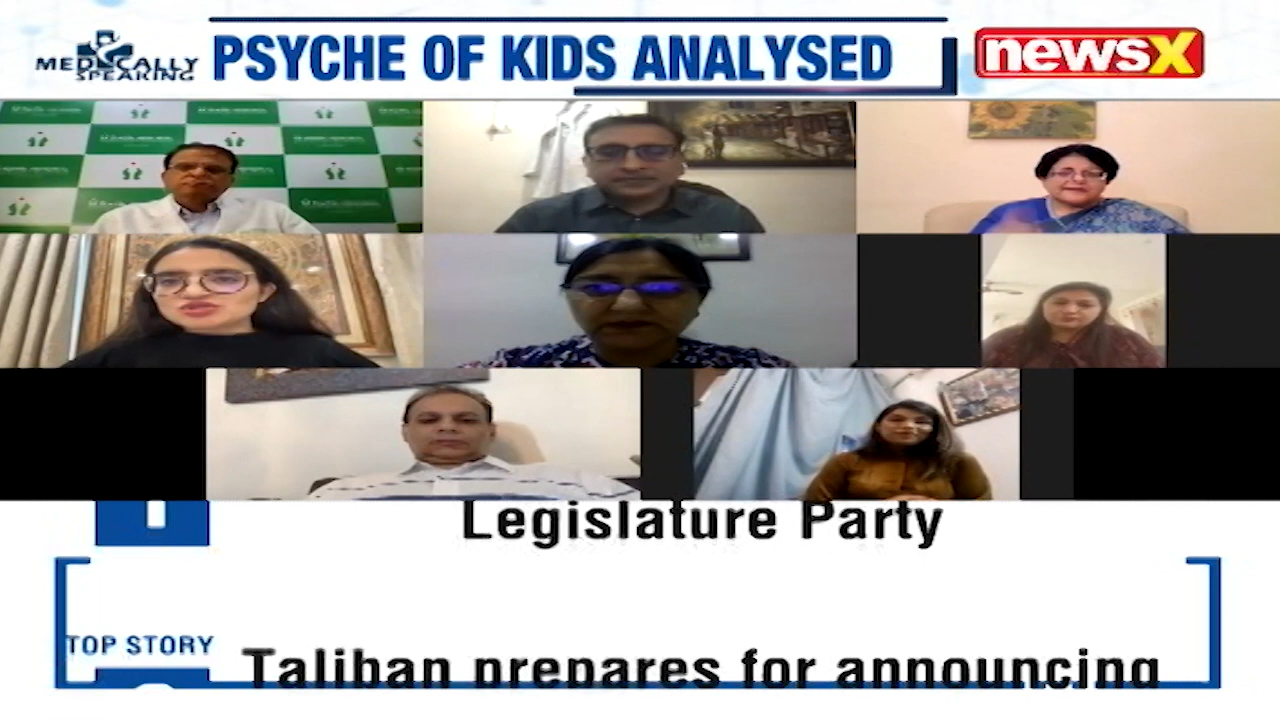 MEDICALLY
SPEAKING
PSYCHE OF KIDS ANALYSED
newsX
Legislature Party
TOP STORY
Taliban prepares for announcing